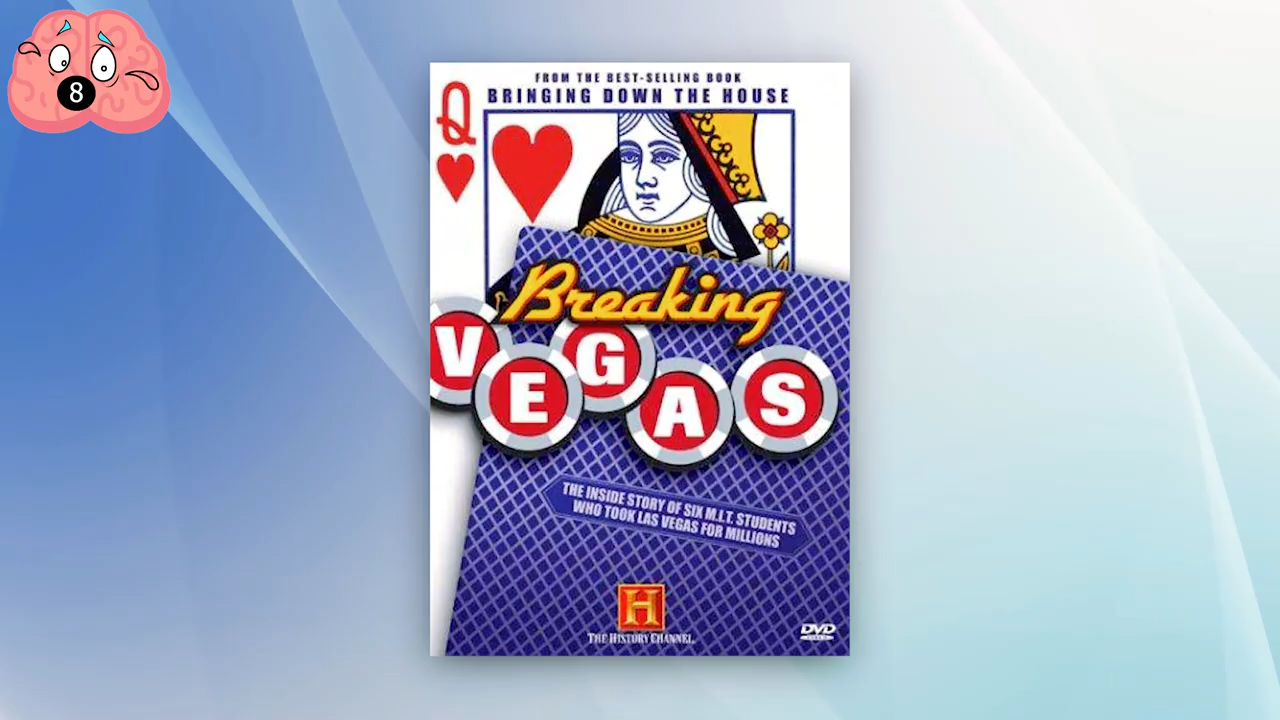 8
FROM THE BEST-SELLING BOOK
BRINGING DOWN THE HOUSE
Q
Breaking
VEGAS
THE INSIDE STORY OF SIX M.I.T. STUDENTS
WHO TOOK LAS VEGAS FOR MILLIONS
H
THE HISTORY CHANNEL
DVD
VIDEO